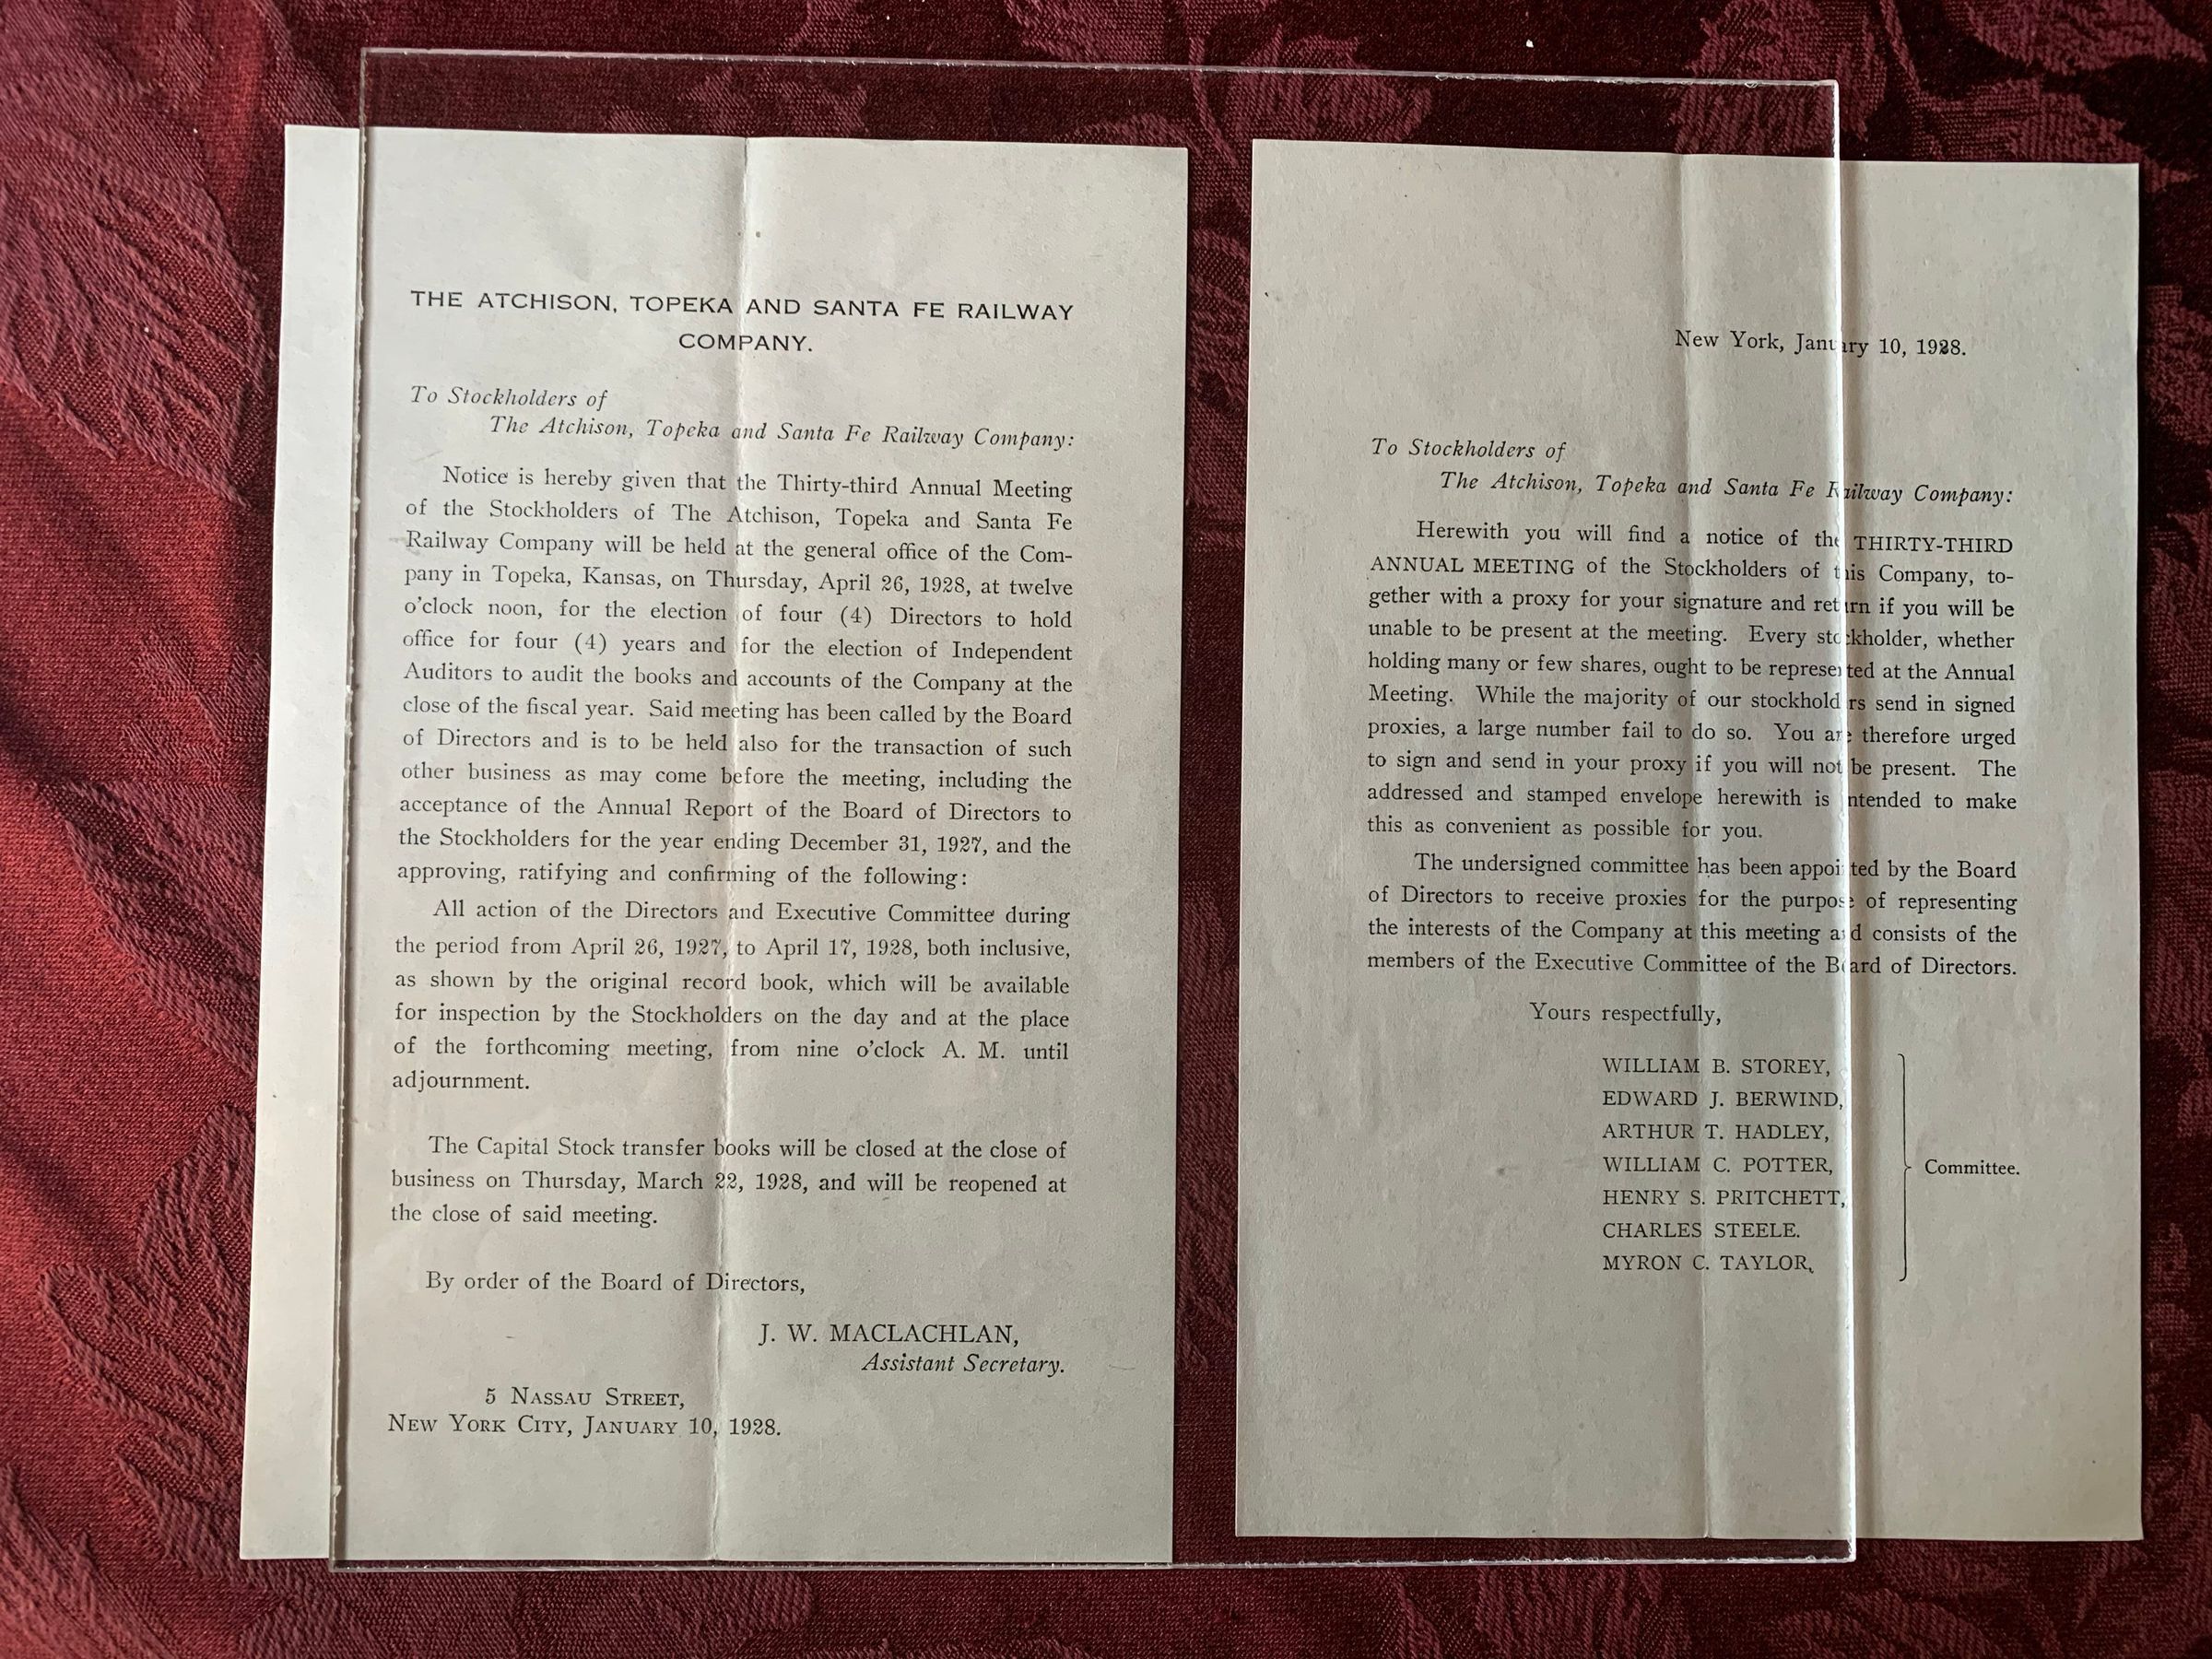 THE ATCHISON, TOPEKA AND SANTA FE RAILWAY
COMPANY.
To Stockholders of
The Atchison, Topeka and Santa Fe Railway Company:
Notice is hereby given that the Thirty-third Annual Meeting
of the Stockholders of The Atchison, Topeka and Santa Fe
Railway Company will be held at the general office of the Com-
pany in Topeka, Kansas, on Thursday, April 26, 1928, at twelve
o'clock noon, for the election of four (4) Directors to hold
office for four (4) years and for the election of Independent
Auditors to audit the books and accounts of the Company at the
close of the fiscal year. Said meeting has been called by the Board
of Directors and is to be held also for the transaction of such
other business as may come before the meeting, including the
acceptance of the Annual Report of the Board of Directors to
the Stockholders for the year ending December 31, 1927, and the
approving, ratifying and confirming of the following:
All action of the Directors and Executive Committee during
the period from April 26, 1927, to April 17, 1928, both inclusive,
as shown by the original record book, which will be available
for inspection by the Stockholders on the day and at the place
of the forthcoming meeting, from nine o'clock A. M. until
adjournment.
The Capital Stock transfer books will be closed at the close of
business on Thursday, March 22, 1928, and will be reopened at
the close of said meeting.
By order of the Board of Directors,
J. W. MACLACHLAN,
Assistant Secretary.
5 NASSAU STREET,
NEW YORK CITY, JANUARY 10, 1928.
New York, January 10, 1928.
To Stockholders of
The Atchison, Topeka and Santa Fe Railway Company:
Herewith you will find a notice of the THIRTY-THIRD
ANNUAL MEETING of the Stockholders of this Company, to-
gether with a proxy for your signature and return if you will be
unable to be present at the meeting. Every stockholder, whether
holding many or few shares, ought to be represented at the Annual
Meeting. While the majority of our stockholders send in signed
proxies, a large number fail to do so. You are therefore urged
to sign and send in your proxy if you will not be present. The
addressed and stamped envelope herewith is intended to make
this as convenient as possible for you.
The undersigned committee has been appointed by the Board
of Directors to receive proxies for the purpose of representing
the interests of the Company at this meeting and consists of the
members of the Executive Committee of the Board of Directors.
Yours respectfully,
WILLIAM B. STOREY,
EDWARD J. BERWIND,
ARTHUR T. HADLEY,
WILLIAM C. POTTER,
HENRY S. PRITCHETT,
CHARLES STEELE.
MYRON C. TAYLOR,
Committee.